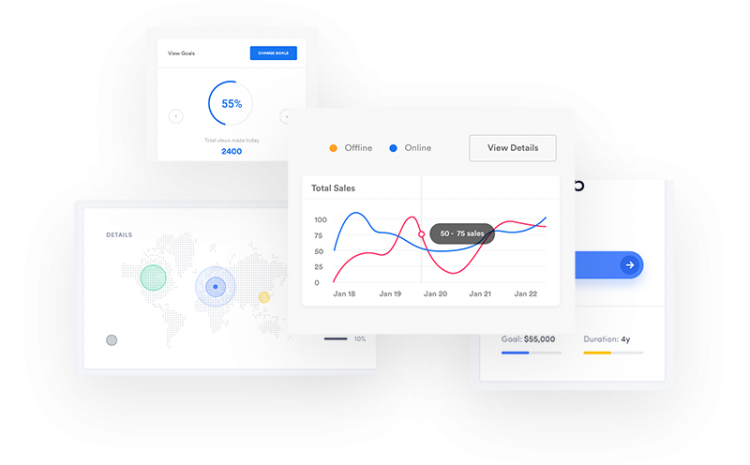 View Goals
CHANGE GOALS
55%
Total views make today
2400
Offline
Online
View Details
Total Sales
100
75
50
25
0
50 - 75 sales
Jan 18
Jan 19
Jan 20
Jan 21
Jan 22
DETAILS
10%
Goal: $55,000
Duration: 4y